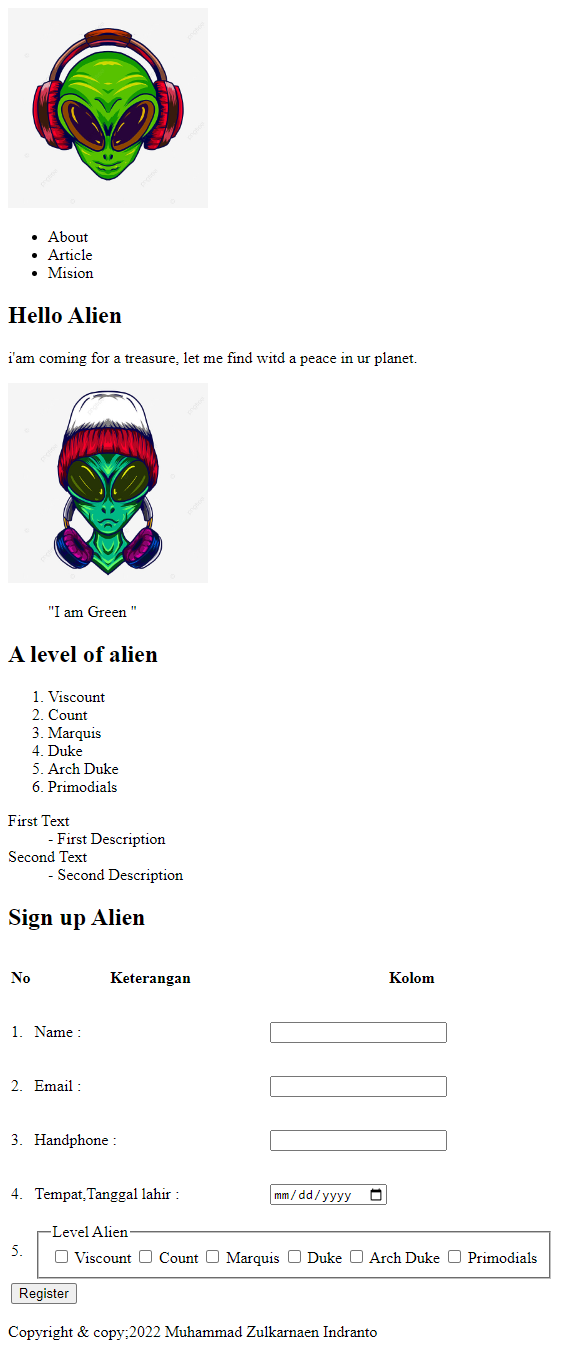 About
Article
Mision
Hello Alien
i'am coming for a treasure, let me find witd a peace in ur planet.
"I am Green "
A level of alien
1. Viscount
2. Count
3. Marquis
4. Duke
5. Arch Duke
6. Primodials
First Text
- First Description
Second Text
- Second Description
Sign up Alien
No Keterangan Kolom
1. Name :
2. Email :
3. Handphone :
4. Tempat,Tanggal lahir : mm/dd/yyyy
Level Alien
5. Viscount Count Marquis Duke Arch Duke Primodials
Register
Copyright & copy;2022 Muhammad Zulkarnaen Indranto